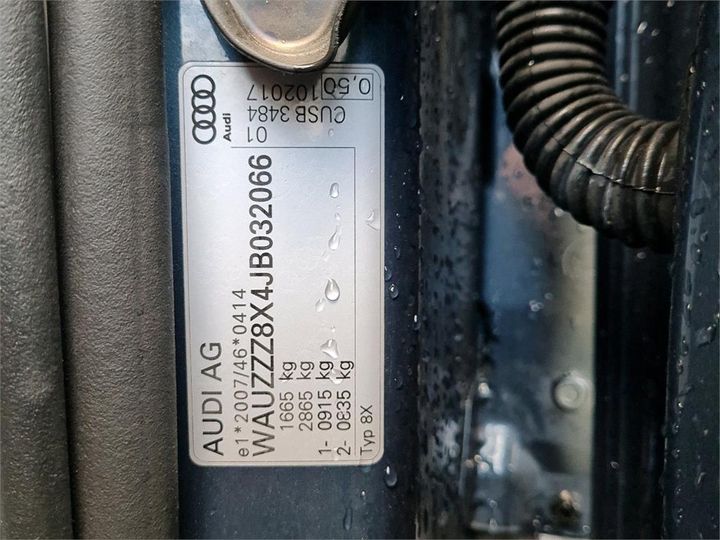 AUDI AG
e1*2007/46*0414
WAUZZZ8X4JB032066
1665 kg
2865 kg
1- 0915 kg
2- 0835 kg
Typ 8X
Audi
01
CUSB 3484
102017
0,50